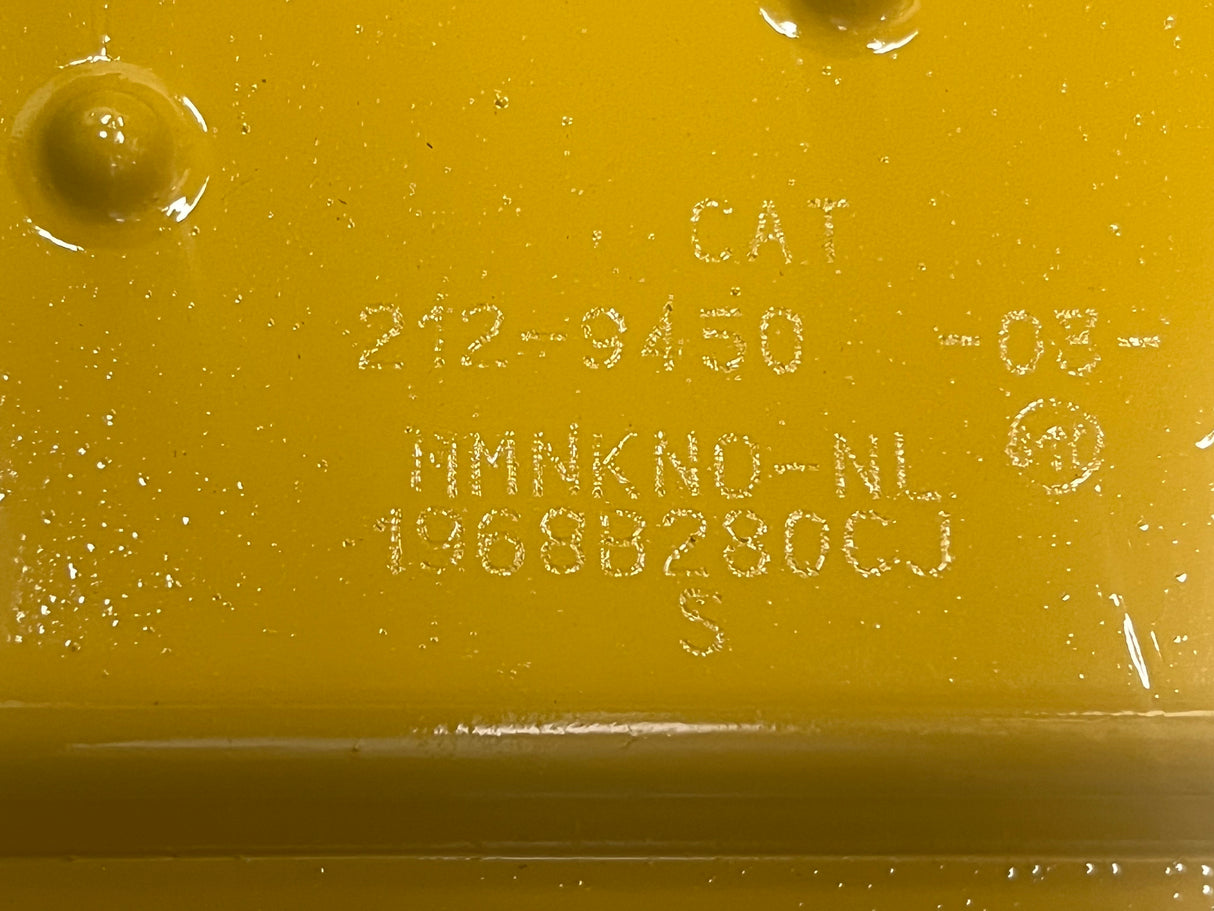 CAT
212-9450 -03-
MMNKNO-NL
1968B280CJ
S